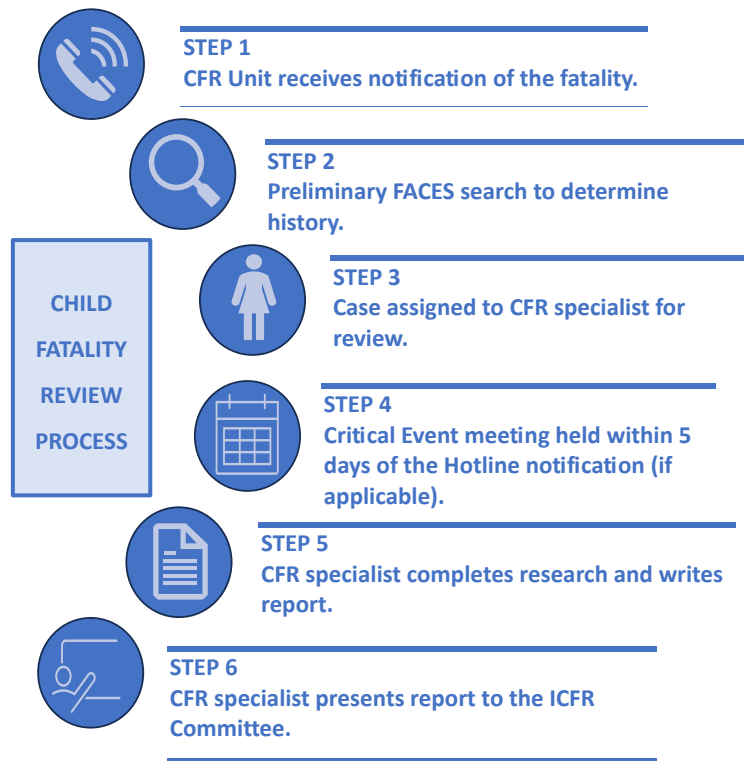 STEP 1
CFR Unit receives notification of the fatality.
STEP 2
Preliminary FACES search to determine
history.
CHILD
FATALITY
REVIEW
PROCESS
STEP 3
Case assigned to CFR specialist for
review.
STEP 4
Critical Event meeting held within 5
days of the Hotline notification (if
applicable).
STEP 5
CFR specialist completes research and writes
report.
STEP 6
CFR specialist presents report to the ICFR
Committee.